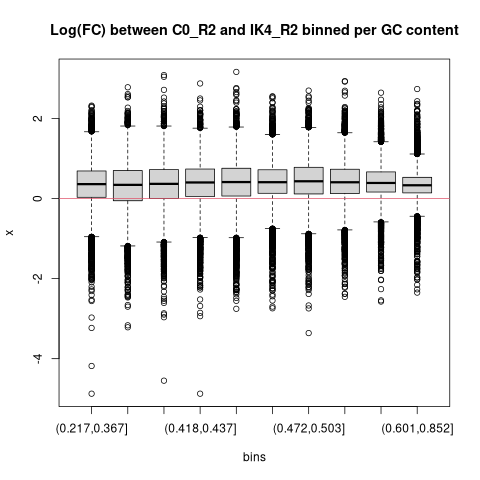 Log(FC) between C0_R2 and IK4_R2 binned per GC content
2
0
-2
-4
x
(0.217,0.367] (0.418,0.437] (0.472,0.503] (0.601,0.852]
bins